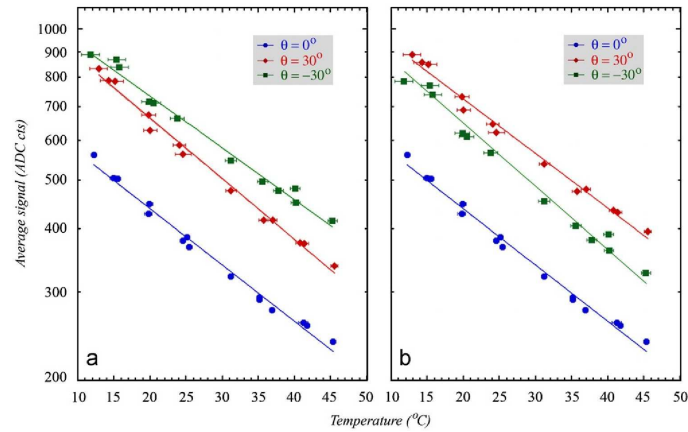 1000
900
800
700
600
500
400
300
200
Average signal (ADC cts)
θ = 0°
θ = 30°
θ = −30°
a
10 15 20 25 30 35 40 45 50
θ = 0°
θ = 30°
θ = −30°
b
15 20 25 30 35 40 45 50
Temperature (°C)